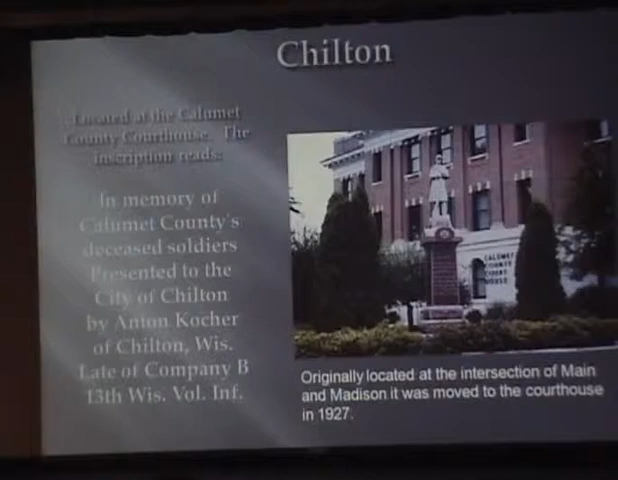 Chilton
Located at the Calumet
County Courthouse. The
inscription reads:
In memory of
Calumet County's
deceased soldiers
Presented to the
City of Chilton
by Anton Kocher
of Chilton, Wis.
Late of Company B
13th Wis. Vol. Inf.
CALUMET
COUNTY
COURT
HOUSE
Originally located at the intersection of Main
and Madison it was moved to the courthouse
in 1927.